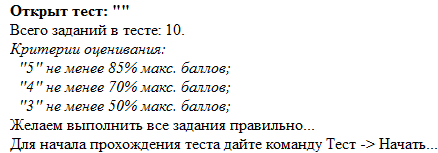 Открыт тест: ""
Всего заданий в тесте: 10.
Критерии оценивания:
"5" не менее 85% макс. баллов;
"4" не менее 70% макс. баллов;
"3" не менее 50% макс. баллов;
Желаем выполнить все задания правильно...
Для начала прохождения теста дайте команду Тест -> Начать...